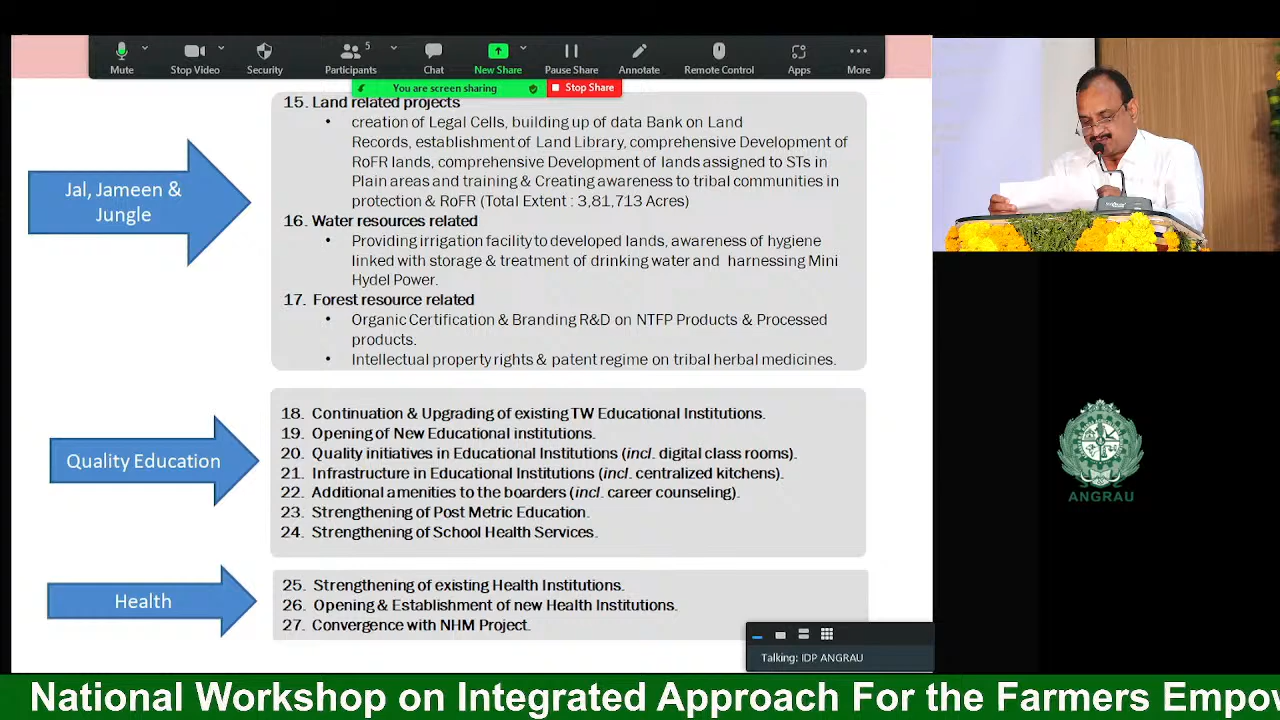 Mute
Stop Video
Security
Participants
5
Chat
New Share
Pause Share
Annotate
Remote Control
Apps
More
You are screen sharing
Stop Share
Jal, Jameen &
Jungle
15. Land related projects
• creation of Legal Cells, building up of data Bank on Land
Records, establishment of Land Library, comprehensive Development of
RoFR lands, comprehensive Development of lands assigned to STs in
Plain areas and training & Creating awareness to tribal communities in
protection & RoFR (Total Extent : 3,81,713 Acres)
16. Water resources related
• Providing irrigation facility to developed lands, awareness of hygiene
linked with storage & treatment of drinking water and harnessing Mini
Hydel Power.
17. Forest resource related
• Organic Certification & Branding R&D on NTFP Products & Processed
products.
• Intellectual property rights & patent regime on tribal herbal medicines.
Quality Education
18. Continuation & Upgrading of existing TW Educational Institutions.
19. Opening of New Educational institutions.
20. Quality initiatives in Educational Institutions (incl. digital class rooms).
21. Infrastructure in Educational Institutions (incl. centralized kitchens).
22. Additional amenities to the boarders (incl. career counseling).
23. Strengthening of Post Metric Education.
24. Strengthening of School Health Services.
Health
25. Strengthening of existing Health Institutions.
26. Opening & Establishment of new Health Institutions.
27. Convergence with NHM Project.
Talking: IDP ANGRAU
ANGRAU
National Workshop on Integrated Approach For the Farmers Empov